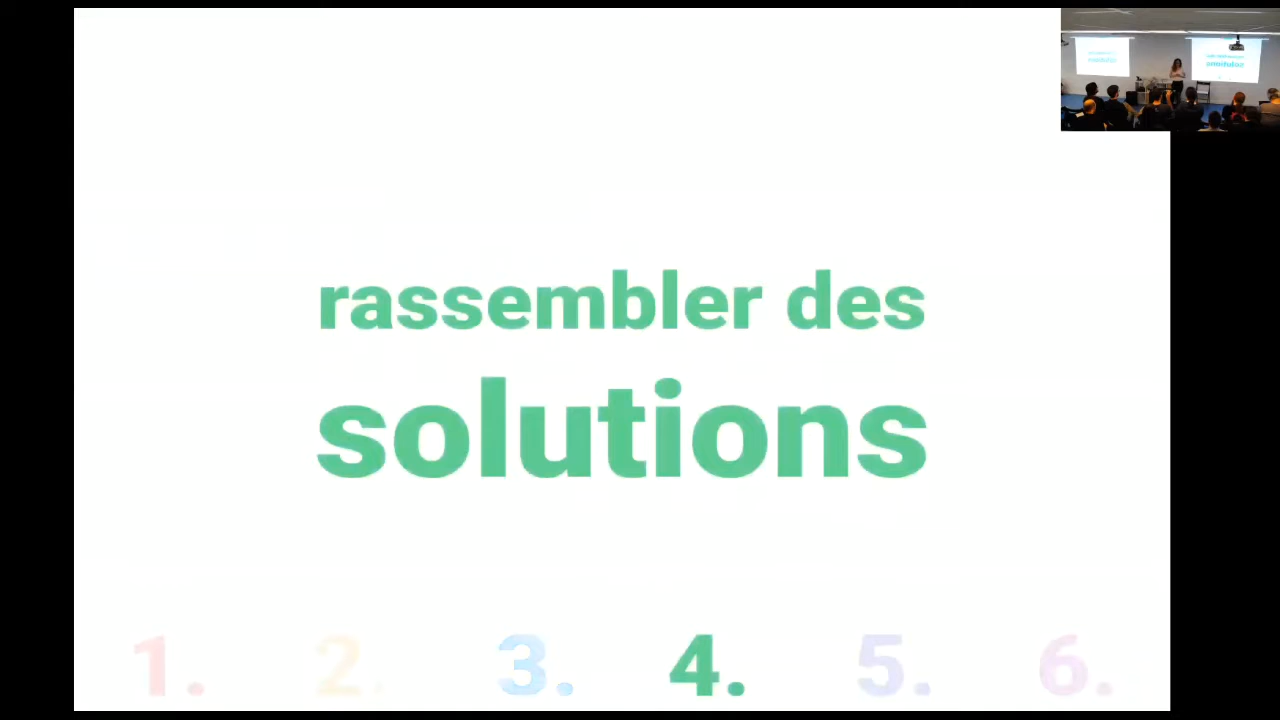 rassembler des
solutions
1. 2. 3. 4. 5. 6.